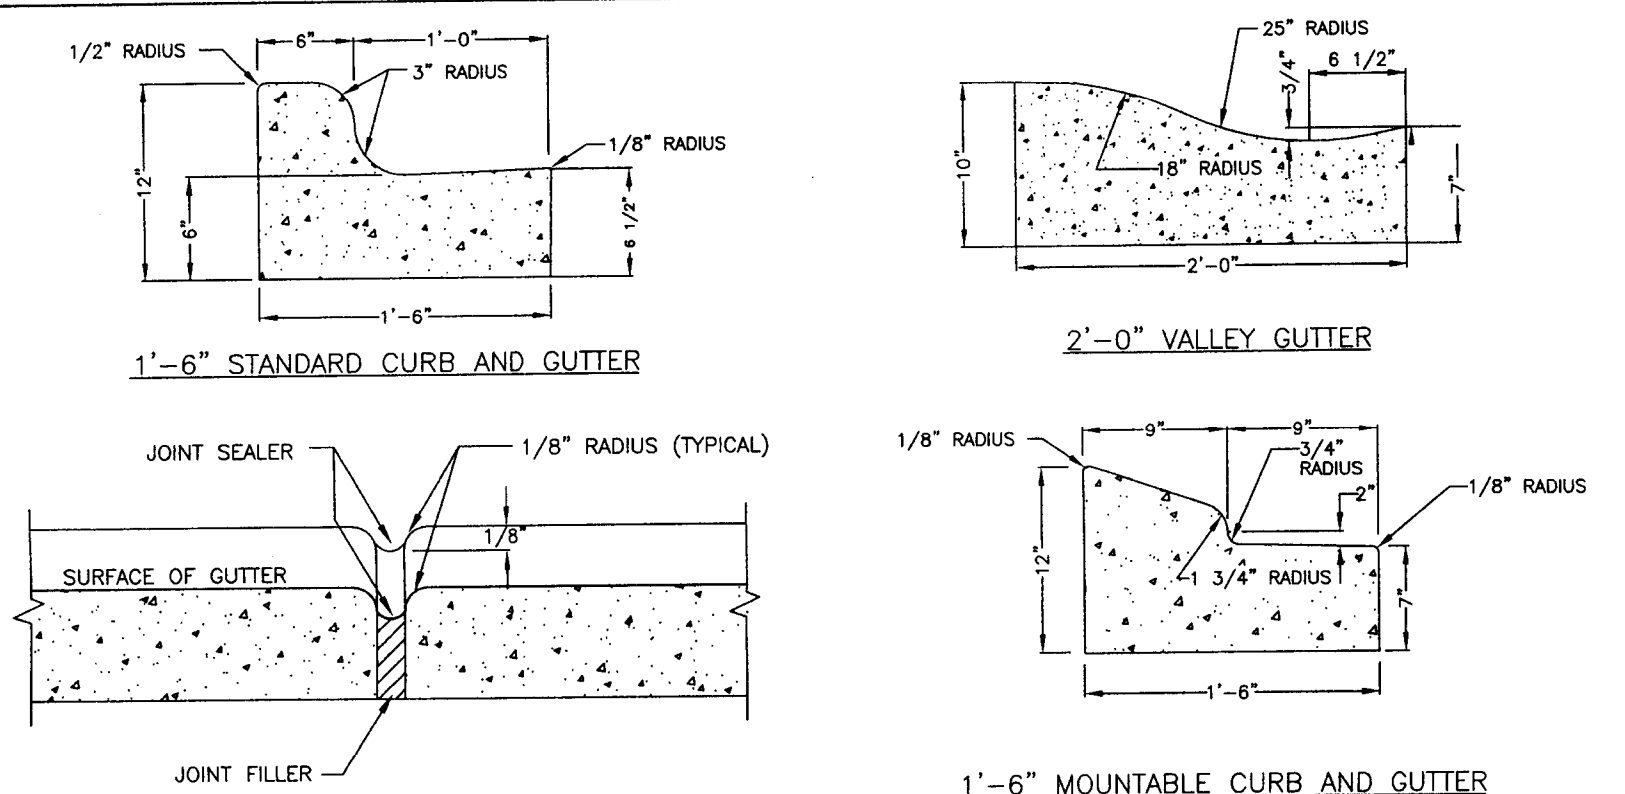 1/2" RADIUS
6"
1'-0"
3" RADIUS
1/8" RADIUS
12"
6"
6 1/2"
1'-6"
1'-6" STANDARD CURB AND GUTTER
25" RADIUS
3/4"
6 1/2"
10"
18" RADIUS
7"
2'-0"
2'-0" VALLEY GUTTER
JOINT SEALER
1/8" RADIUS (TYPICAL)
1/8"
SURFACE OF GUTTER
JOINT FILLER
1/8" RADIUS
9"
9"
3/4"
RADIUS
2"
1/8" RADIUS
12"
1 3/4" RADIUS
7"
1'-6"
1'-6" MOUNTABLE CURB AND GUTTER